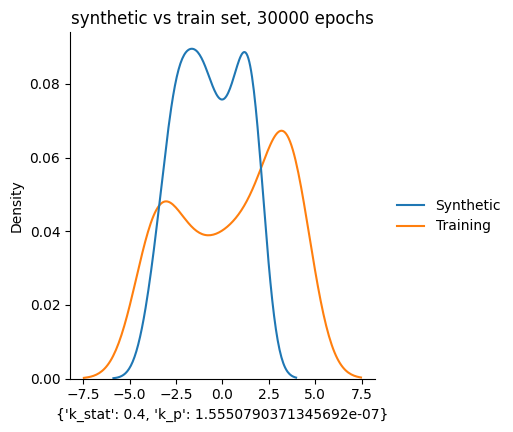 synthetic vs train set, 30000 epochs
Density
0.08
0.06
0.04
0.02
0.00
−7.5 −5.0 −2.5 0.0 2.5 5.0 7.5
{'k_stat': 0.4, 'k_p': 1.5550790371345692e-07}
Synthetic
Training